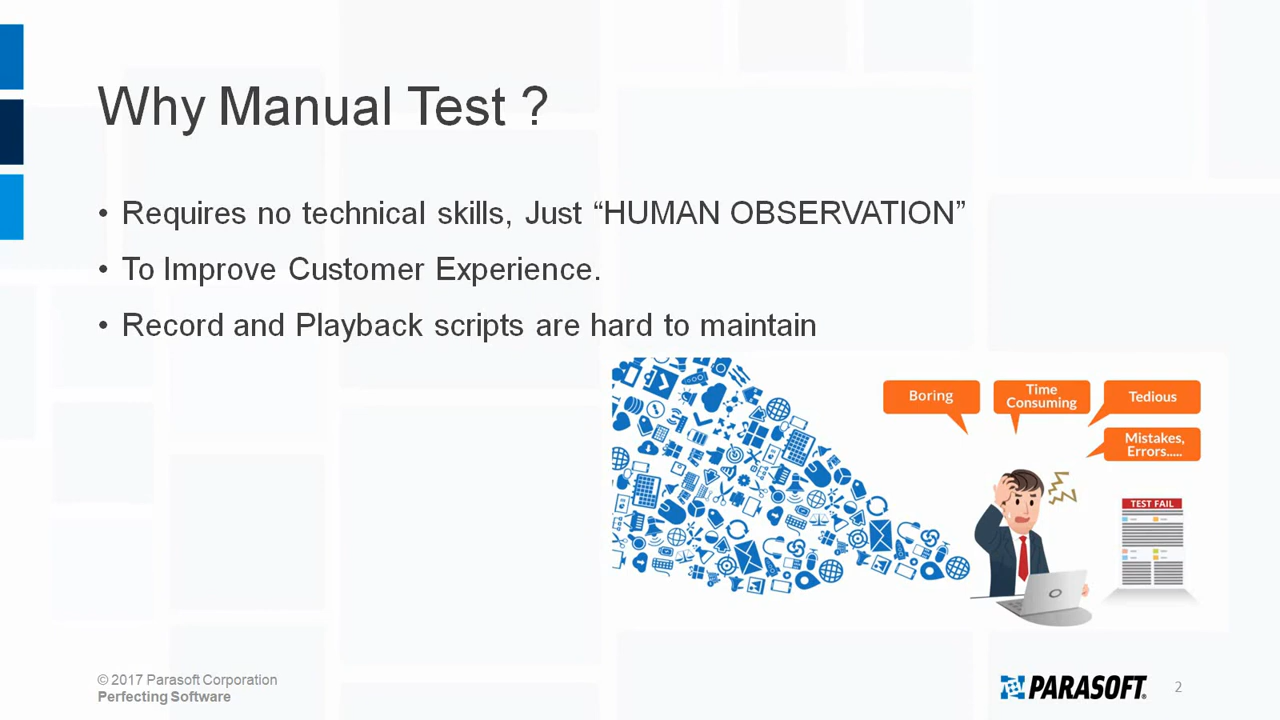 Why Manual Test ?
• Requires no technical skills, Just “HUMAN OBSERVATION”
• To Improve Customer Experience.
• Record and Playback scripts are hard to maintain
Boring
Time
Consuming
Tedious
Mistakes,
Errors.....
TEST FAIL
© 2017 Parasoft Corporation
Perfecting Software
PARASOFT.
2